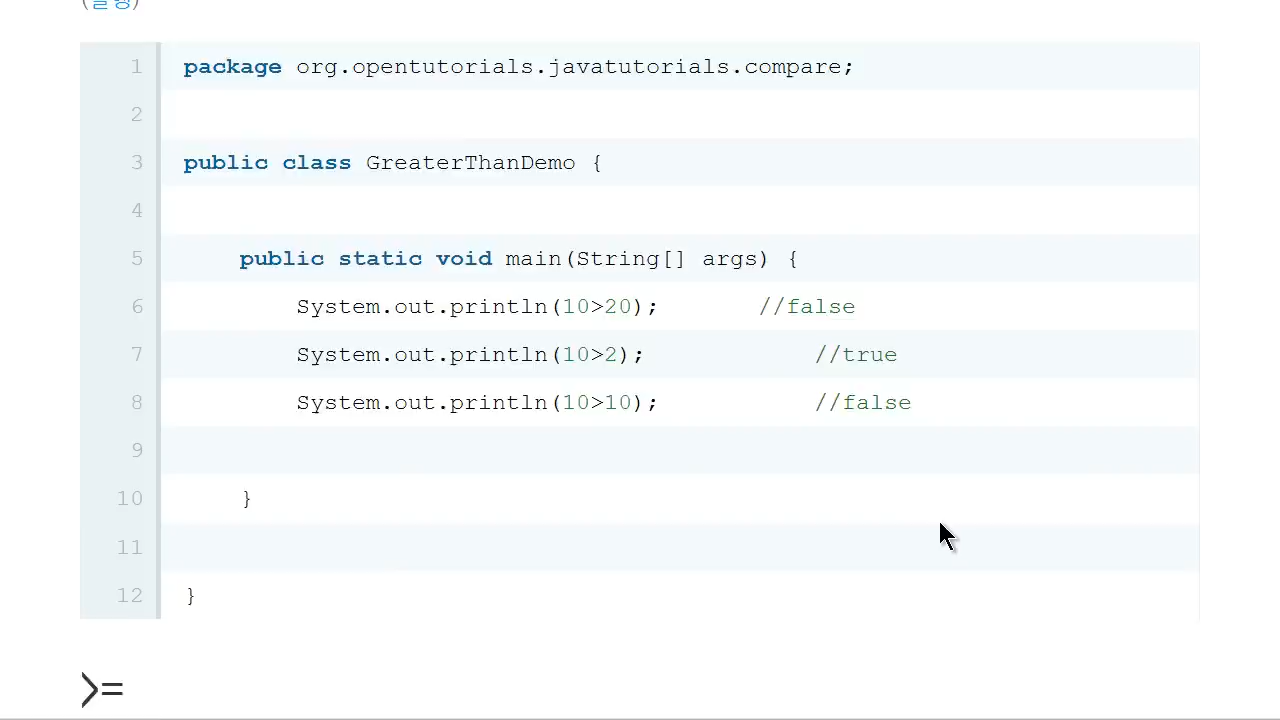 1 package org.opentutorials.javatutorials.compare;
2
3 public class GreaterThanDemo {
4
5     public static void main(String[] args) {
6         System.out.println(10>20);       //false
7         System.out.println(10>2);            //true
8         System.out.println(10>10);           //false
9
10     }
11
12 }
>=